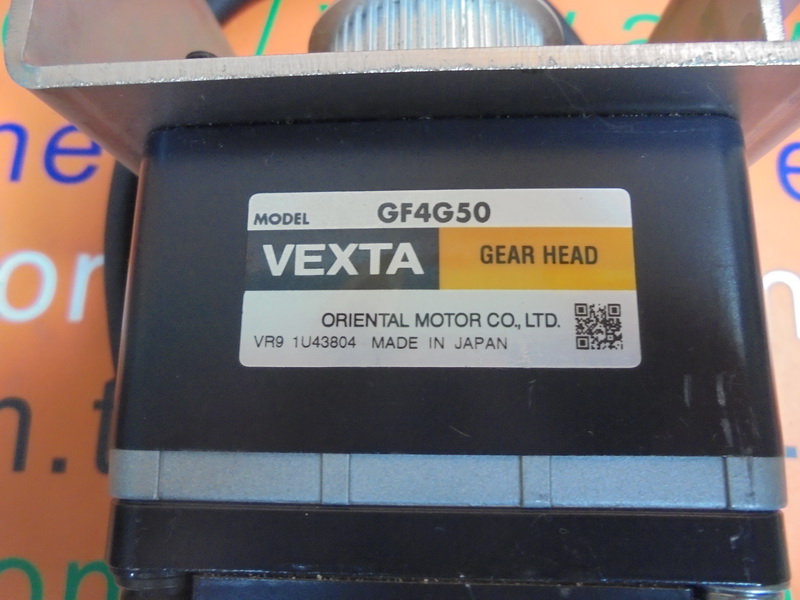 MODEL GF4G50
VEXTA GEAR HEAD
ORIENTAL MOTOR CO., LTD.
VR9 1U43804 MADE IN JAPAN